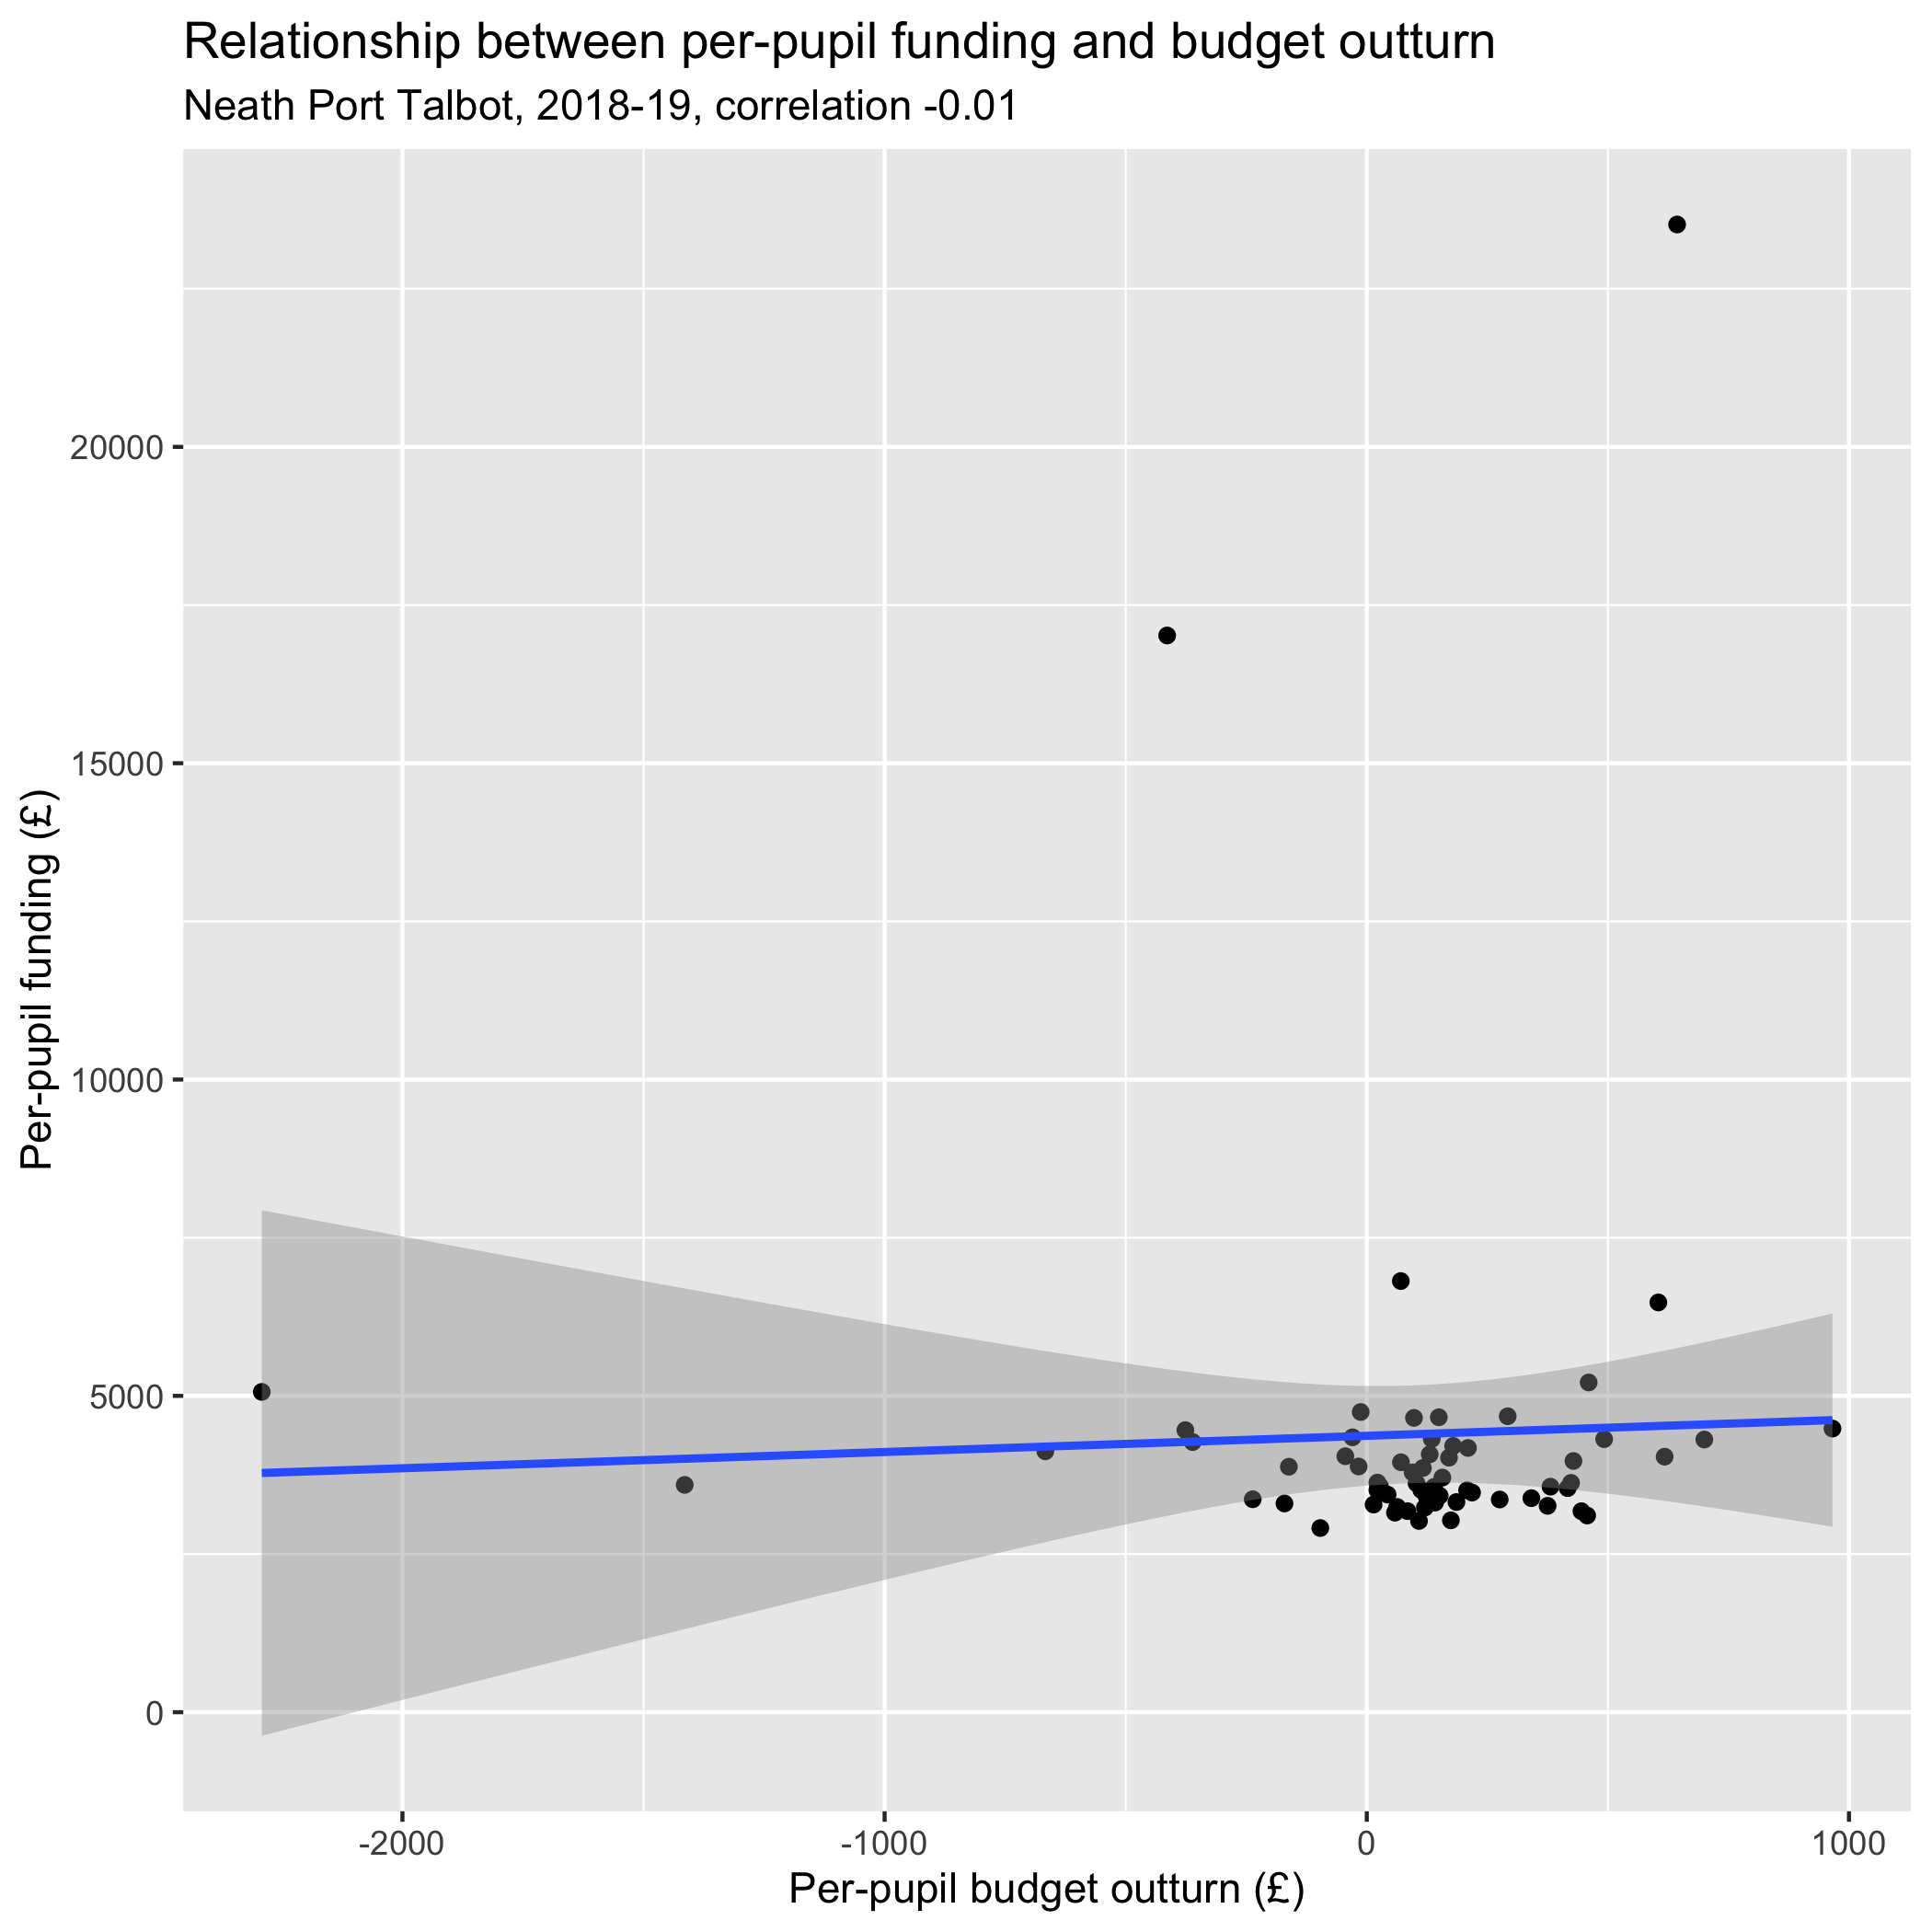 Relationship between per-pupil funding and budget outturn
Neath Port Talbot, 2018-19, correlation -0.01
Per-pupil funding (£)
20000
15000
10000
5000
0
-2000
-1000
0
1000
Per-pupil budget outturn (£)